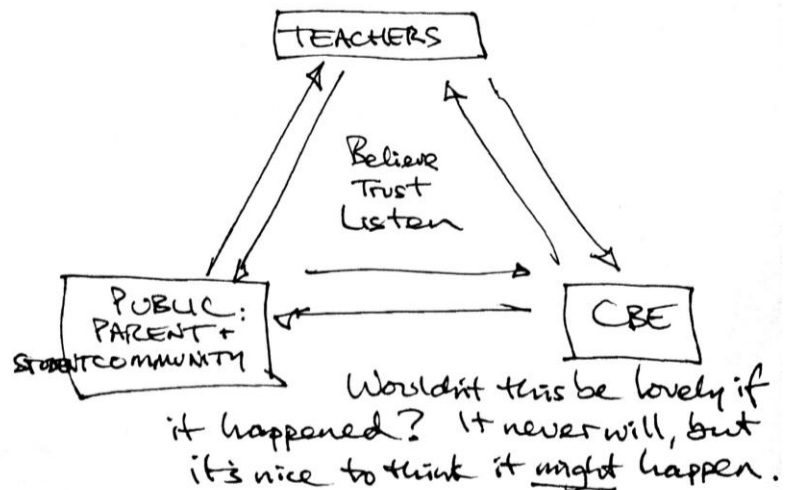 TEACHERS
Believe
Trust
Listen
PUBLIC:
PARENT +
STUDENT COMMUNITY
CBE
Wouldn't this be lovely if
it happened? It never will, but
it's nice to think it might happen.